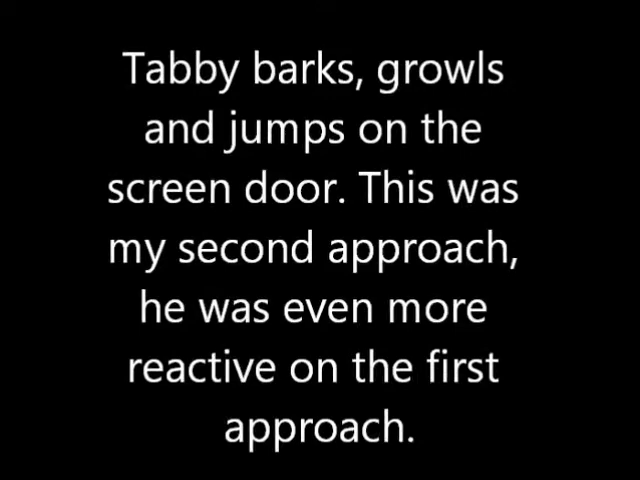 Tabby barks, growls
and jumps on the
screen door. This was
my second approach,
he was even more
reactive on the first
approach.